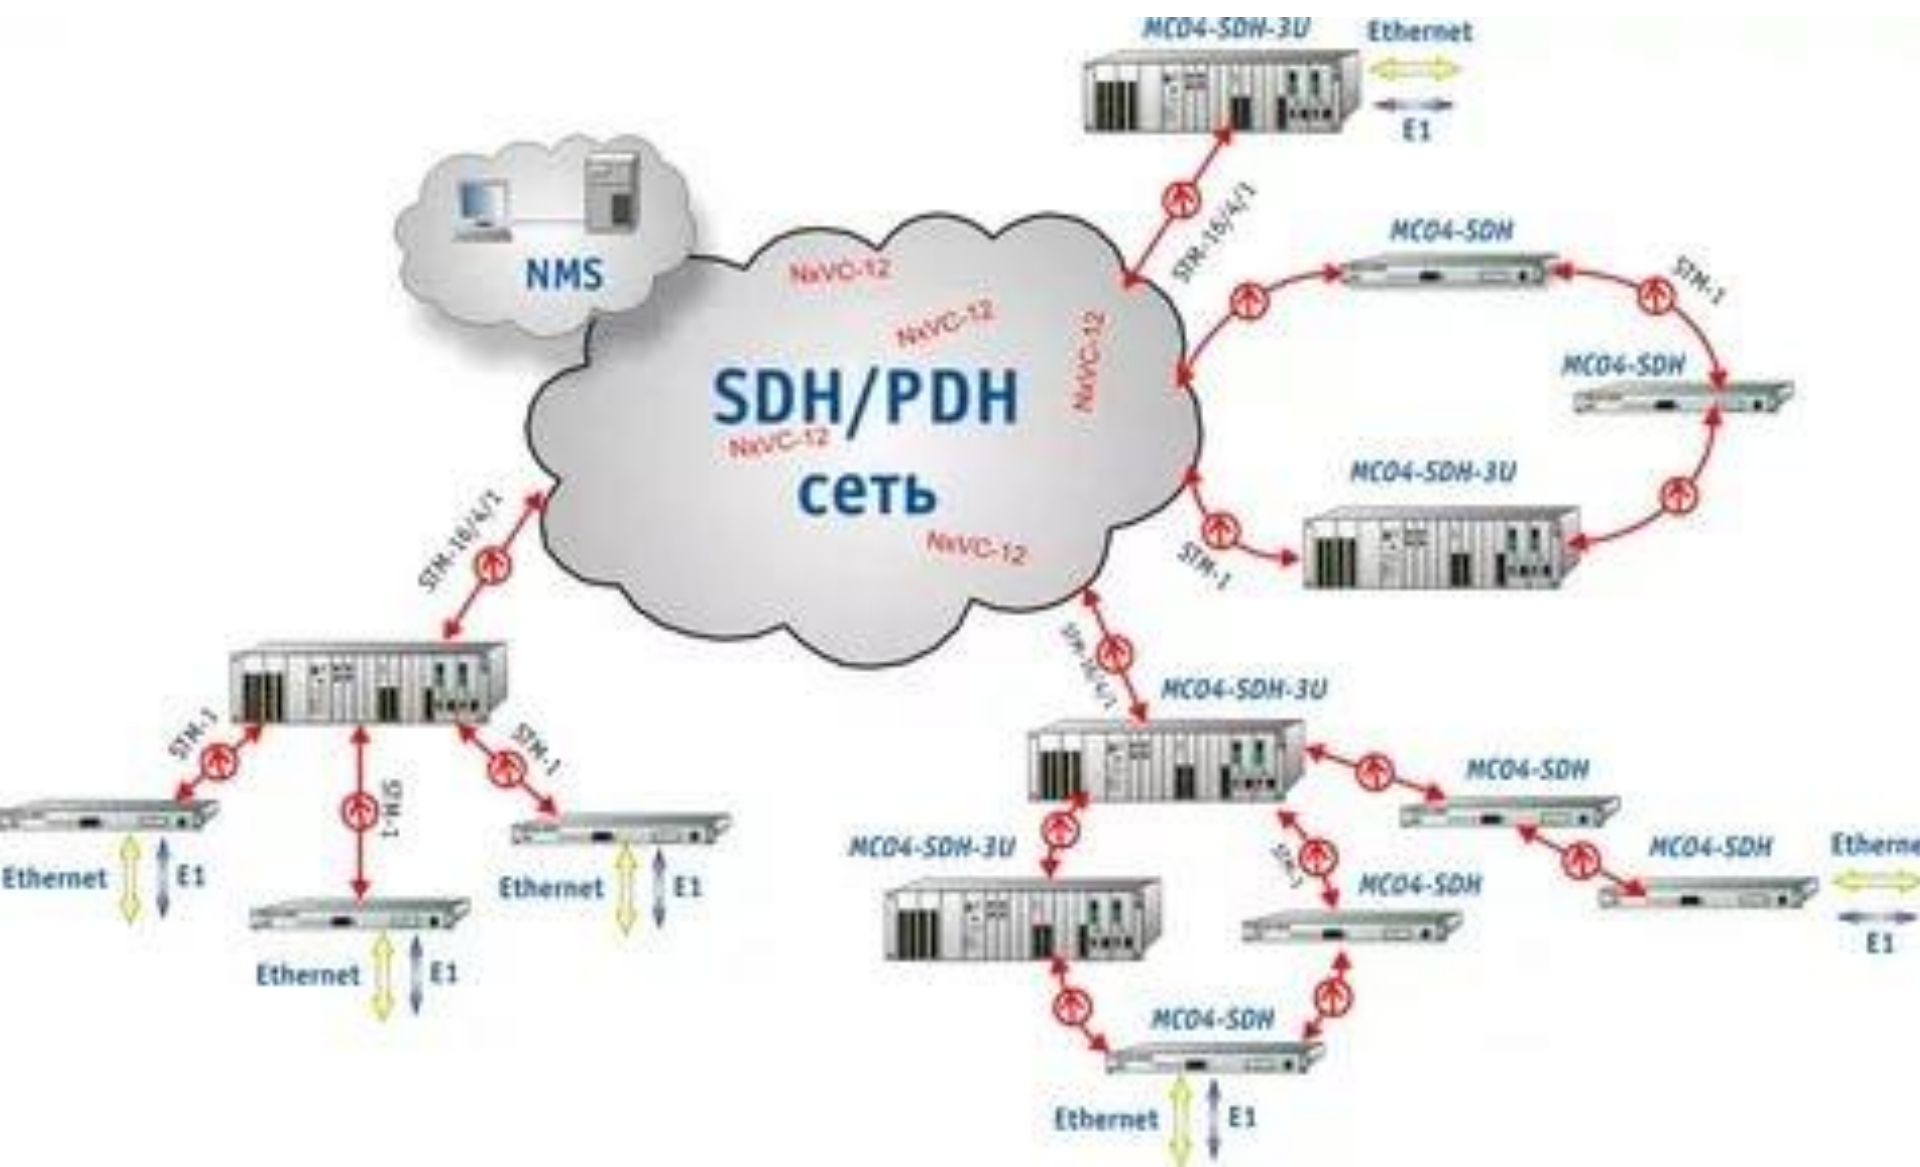 MC04-SDH-3U
Ethernet
E1
STM-16/4/1
NMS
NxVC-12
NxVC-12
NxVC-12
SDH/PDH
NxVC-12
сеть
NxVC-12
MC04-SDH
STM-1
MC04-SDH
MC04-SDH-3U
STM-1
STM-16/4/1
STM-16/4/1
MC04-SDH-3U
STM-1
STM-1
STM-1
Ethernet
E1
Ethernet
E1
Ethernet
E1
MC04-SDH
MC04-SDH-3U
STM-1
MC04-SDH
MC04-SDH
Etherne
E1
MC04-SDH
Ethernet
E1